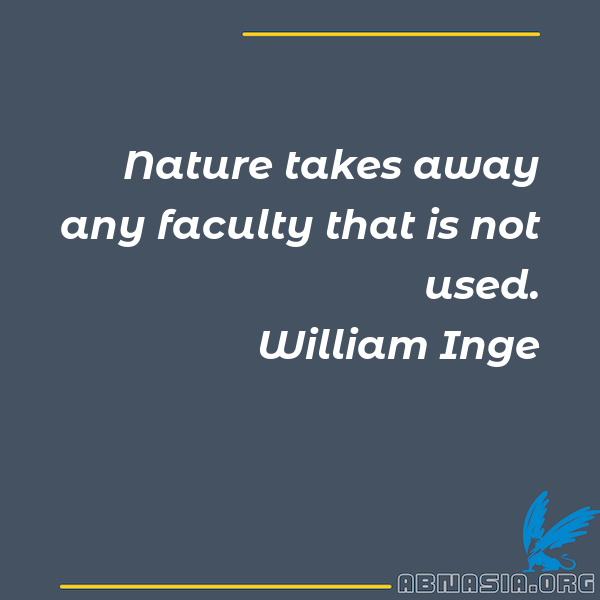 Nature takes away
any faculty that is not
used.
William Inge
ABNASIA.ORG